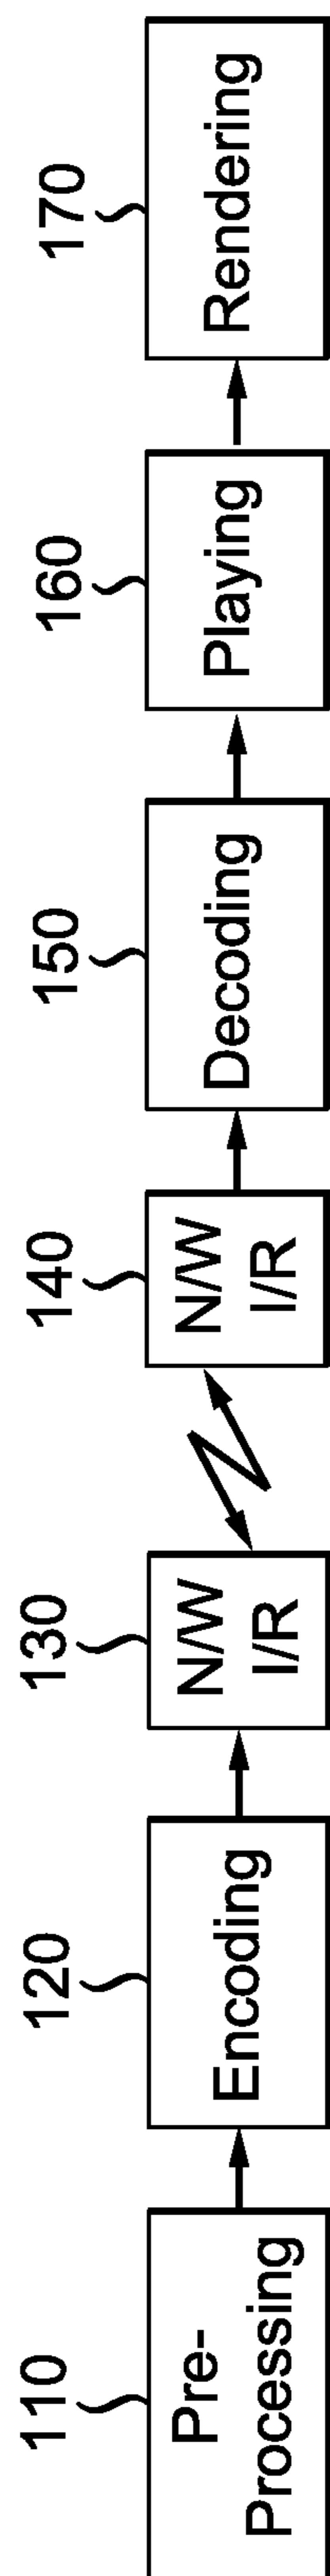 110
Pre-
Processing
120
Encoding
130
N/W
I/R
140
N/W
I/R
150
Decoding
160
Playing
170
Rendering